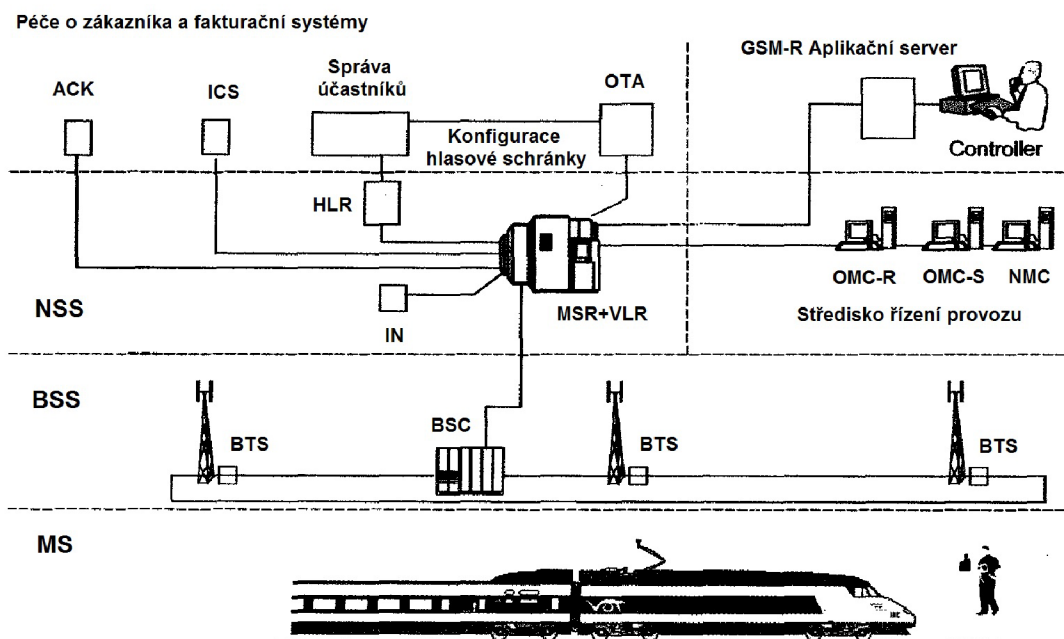 Péče o zákazníka a fakturační systémy
GSM-R Aplikační server
Správa
účastníků
ACK
ICS
OTA
Konfigurace
hlasové schránky
Controller
HLR
OMC-R
OMC-S
NMC
NSS
IN
MSR+VLR
Středisko řízení provozu
BSS
BSC
BTS
BTS
BTS
MS